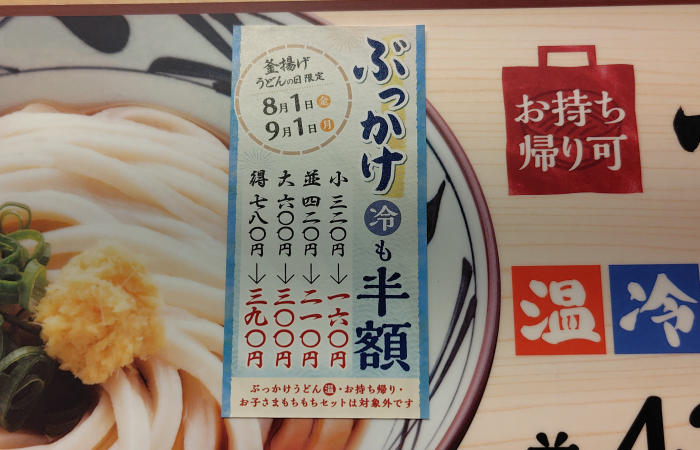 ぶっかけ
冷も半額
釜揚げ
うどんの日限定
8月1日金
9月1日月
小 三二〇円→一六〇円
並 四二〇円→二一〇円
大 六〇〇円→三〇〇円
得 七八〇円→三九〇円
ぶっかけうどん温・お持ち帰り・
お子さまもちもちセットは対象外です
お持ち
帰り可
温 冷